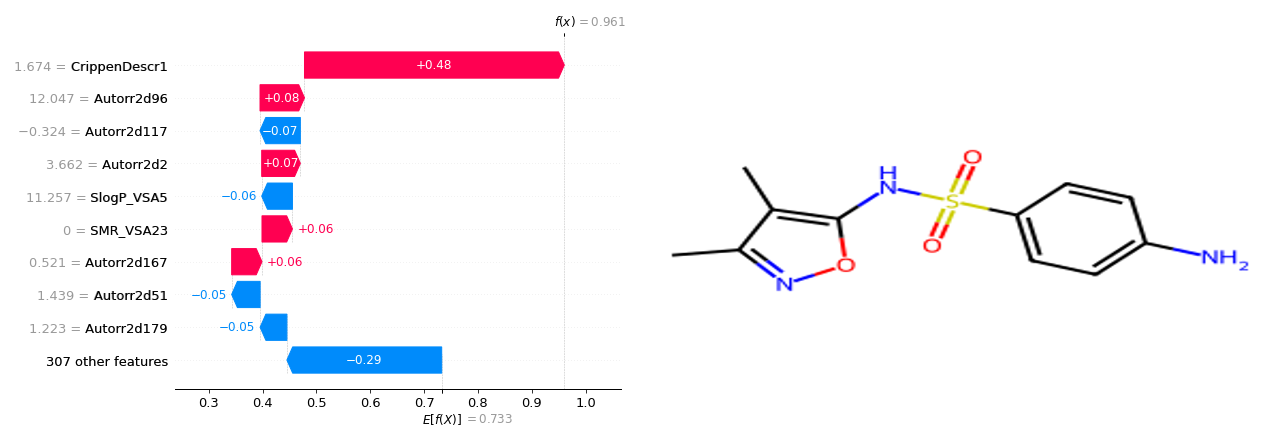 f(x) = 0.961
1.674 = CrippenDescr1
+0.48
12.047 = Autorr2d96
+0.08
−0.324 = Autorr2d117
−0.07
3.662 = Autorr2d2
+0.07
11.257 = SlogP_VSA5
−0.06
0 = SMR_VSA23
+0.06
0.521 = Autorr2d167
+0.06
1.439 = Autorr2d51
−0.05
1.223 = Autorr2d179
−0.05
307 other features
−0.29
0.3 0.4 0.5 0.6 0.7 0.8 0.9 1.0
E[f(X)] = 0.733
H
N
S
O
O
O
N
NH2